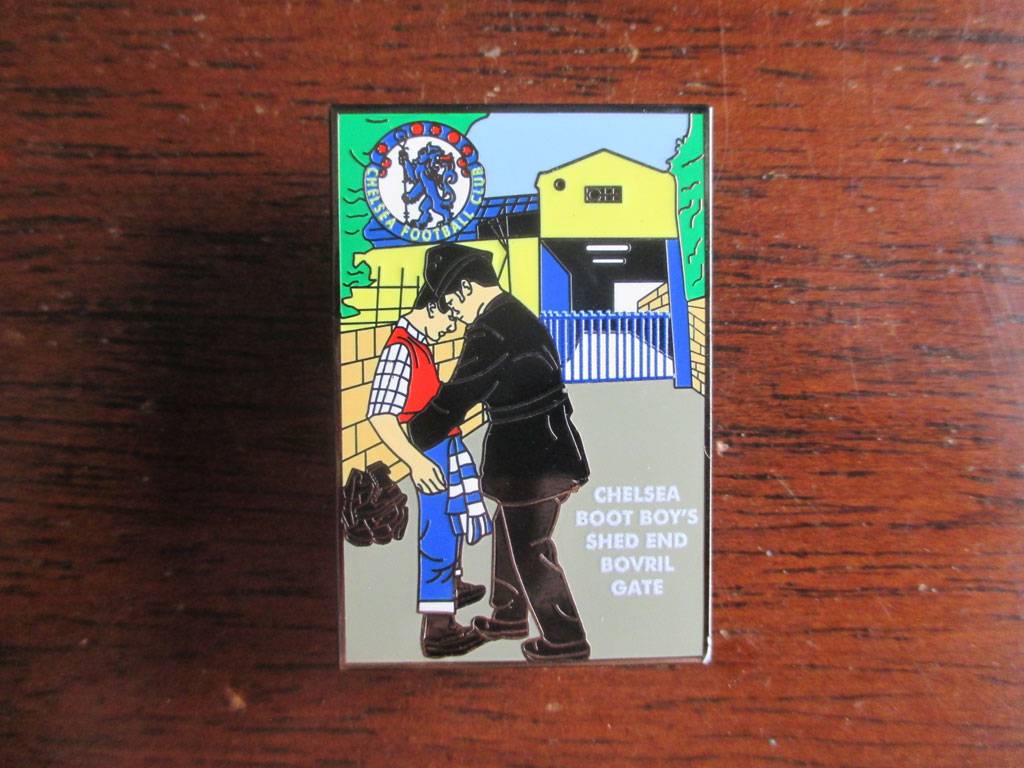 CHELSEA FOOTBALL CLUB
CHELSEA
BOOT BOY'S
SHED END
BOVRIL
GATE